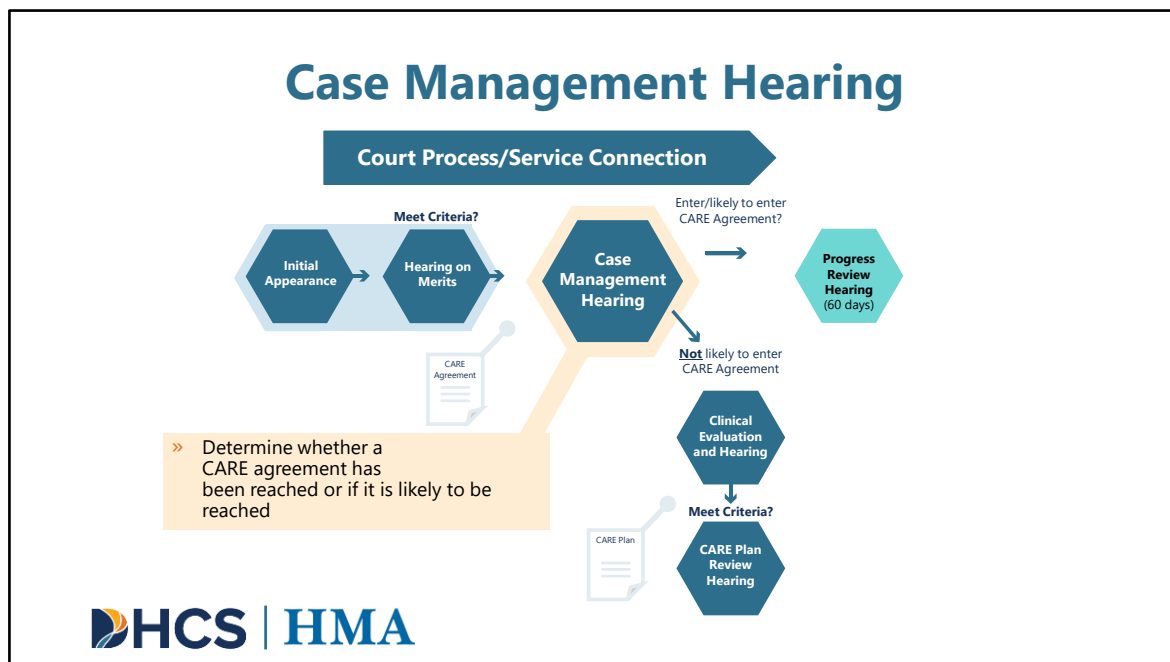 Case Management Hearing
Court Process/Service Connection
Meet Criteria?
Initial
Appearance
Hearing on
Merits
Case
Management
Hearing
Enter/likely to enter
CARE Agreement?
Progress
Review
Hearing
(60 days)
CARE
Agreement
Not likely to enter
CARE Agreement
» Determine whether a
CARE agreement has
been reached or if it is likely to be
reached
Clinical
Evaluation
and Hearing
Meet Criteria?
CARE Plan
CARE Plan
Review
Hearing
DHCS | HMA